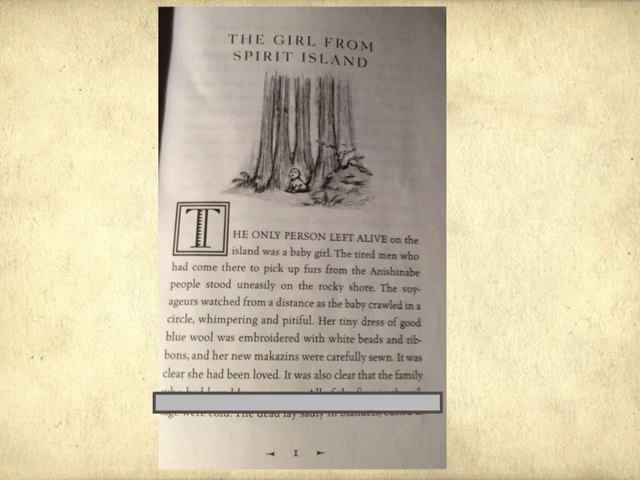 THE GIRL FROM
SPIRIT ISLAND
THE ONLY PERSON LEFT ALIVE on the
island was a baby girl. The tired men who
had come there to pick up furs from the Anishinabe
people stood uneasily on the rocky shore. The voy-
ageurs watched from a distance as the baby crawled in a
circle, whimpering and pitiful. Her tiny dress of good
blue wool was embroidered with white beads and rib-
bons, and her new makazins were carefully sewn. It was
clear she had been loved. It was also clear that the family
were cold. The dead lay sadly in blankets,
1